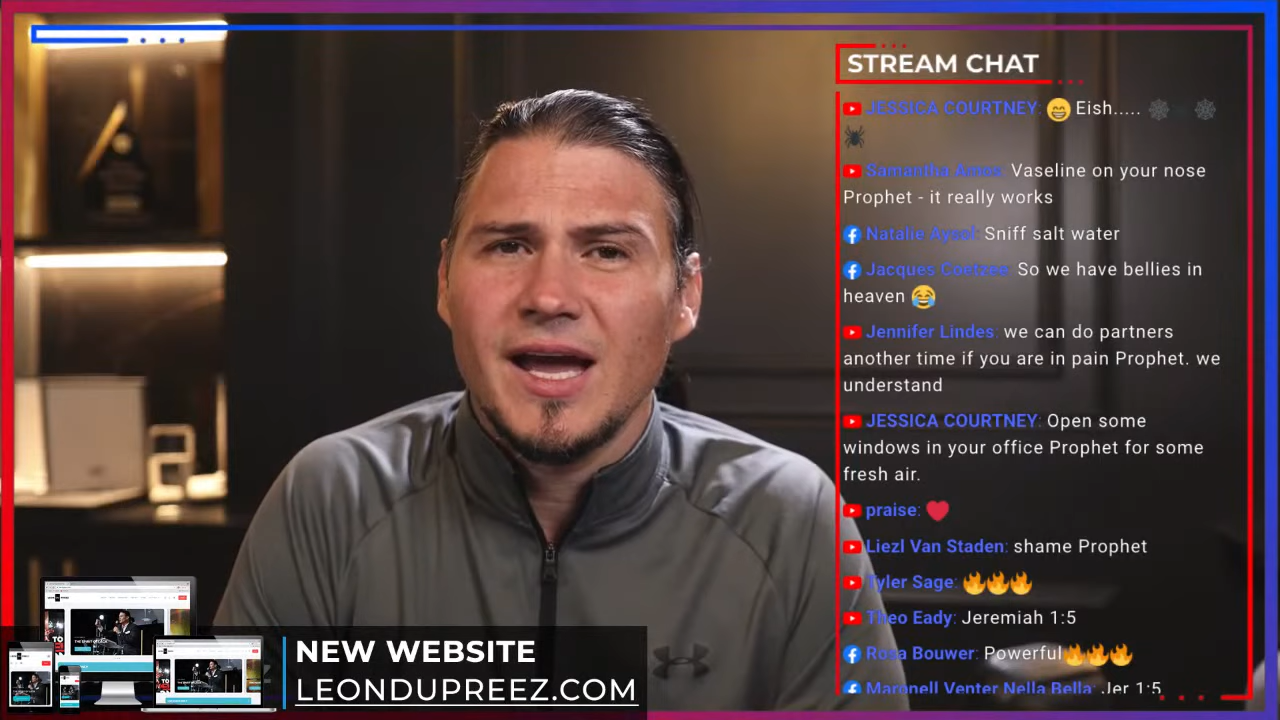 STREAM CHAT
JESSICA COURTNEY: 😁 Eish..... 🕸 🕸
🕷
Samantha Amos: Vaseline on your nose
Prophet - it really works
Natalie Aysol: Sniff salt water
Jacques Coetzee: So we have bellies in
heaven 😂
Jennifer Lindes: we can do partners
another time if you are in pain Prophet. we
understand
JESSICA COURTNEY: Open some
windows in your office Prophet for some
fresh air.
praise: ❤️
Liezl Van Staden: shame Prophet
Tyler Sage: 🔥🔥🔥
Theo Eady: Jeremiah 1:5
Rosa Bouwer: Powerful🔥🔥🔥
Maronell Venter Nella Bella: Jer 1:5
NEW WEBSITE
LEONDUPREEZ.COM